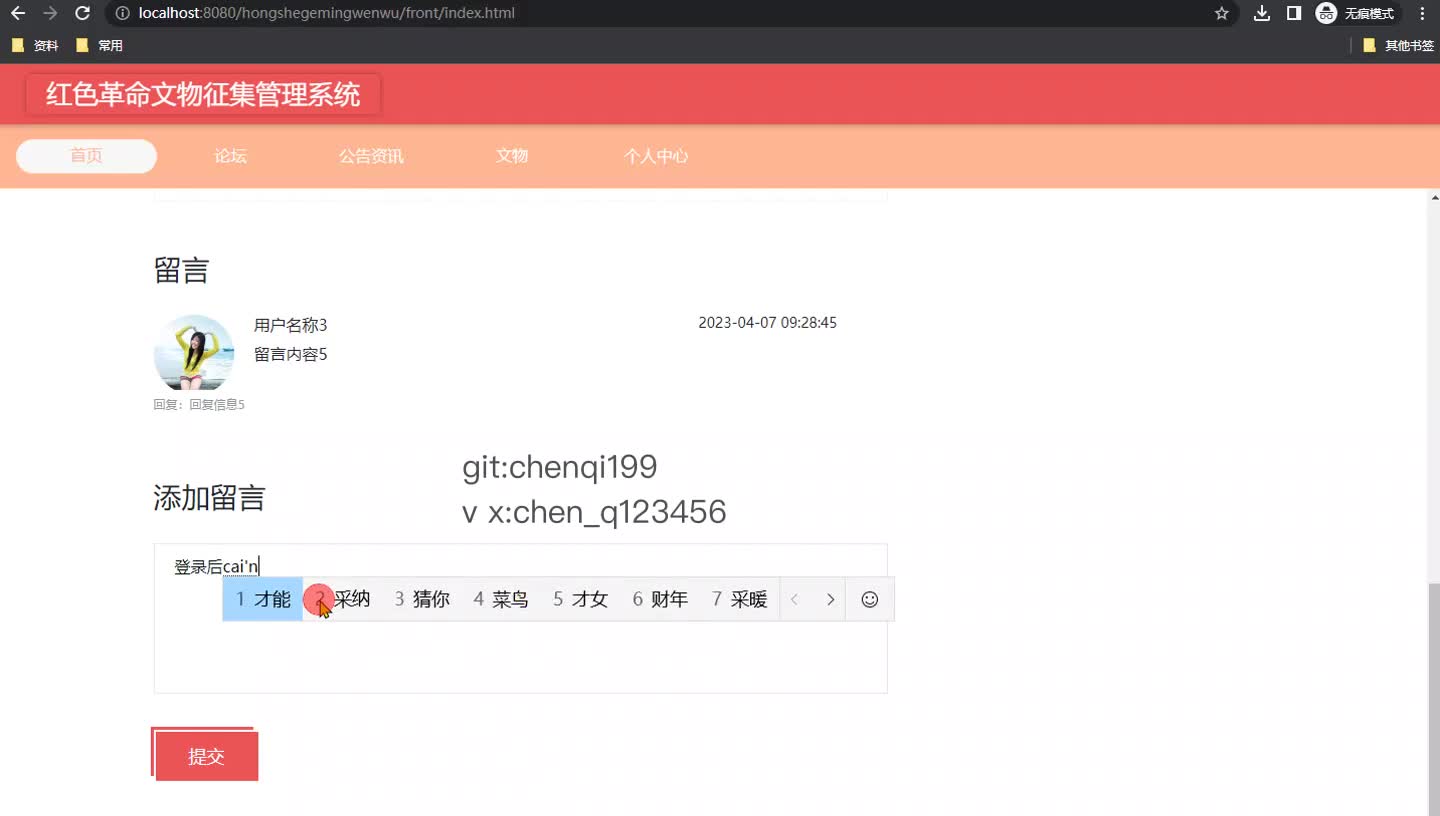 localhost:8080/hongshegemingwenwu/front/index.html
无痕模式
资料
常用
其他书签
红色革命文物征集管理系统
首页
论坛
公告资讯
文物
个人中心
留言
用户名称3
2023-04-07 09:28:45
留言内容5
回复：回复信息5
git:chenqi199
添加留言
v x:chen_q123456
登录后cai'n
1 才能 2 采纳 3 猜你 4 菜鸟 5 才女 6 财年 7 采暖
提交